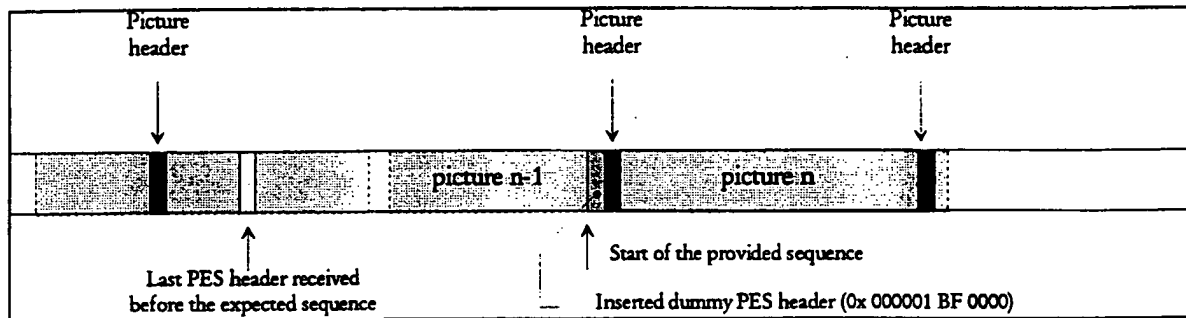 Picture
header
Picture
header
Picture
header
picture n-1
picture n
Start of the provided sequence
Last PES header received
before the expected sequence
Inserted dummy PES header (0x 000001 BF 0000)